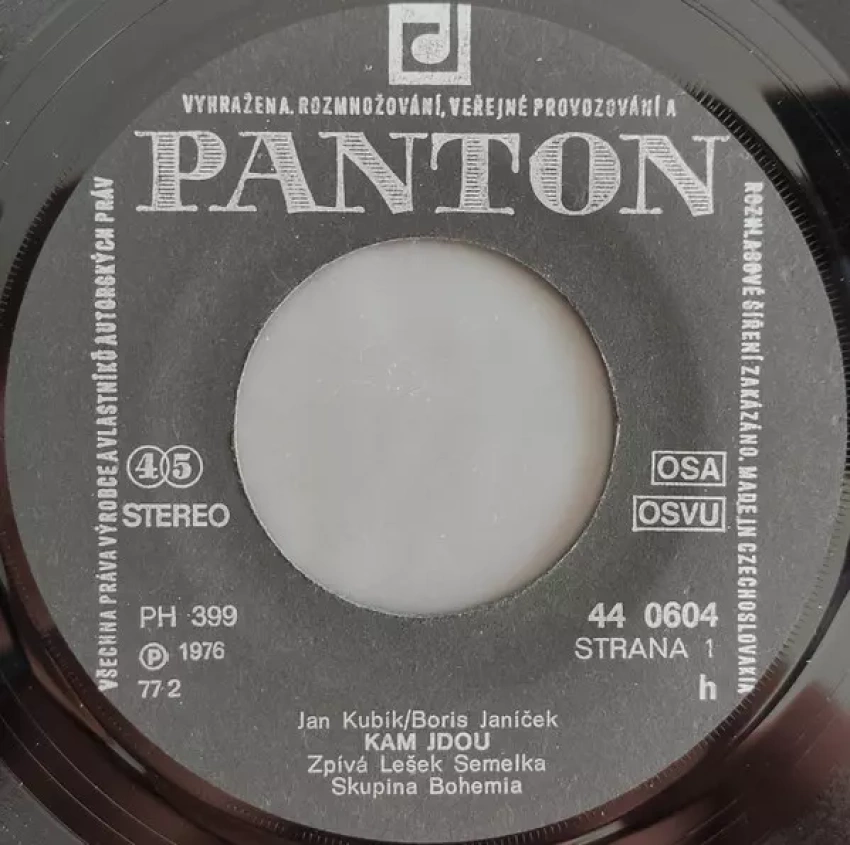 VŠECHNA PRÁVA VÝROBCE A VLASTNÍKŮ AUTORSKÝCH PRÁV
VYHRAŽENA. ROZMNOŽOVÁNÍ, VEŘEJNÉ PROVOZOVÁNÍ A
ROZHLASOVÉ ŠÍŘENÍ ZAKÁZÁNO. MADE IN CZECHOSLOVAKIA
PANTON
45
STEREO
OSA
OSVU
PH 399
℗ 1976
77 2
44 0604
STRANA 1
h
Jan Kubík/Boris Janíček
KAM JDOU
Zpívá Lešek Semelka
Skupina Bohemia